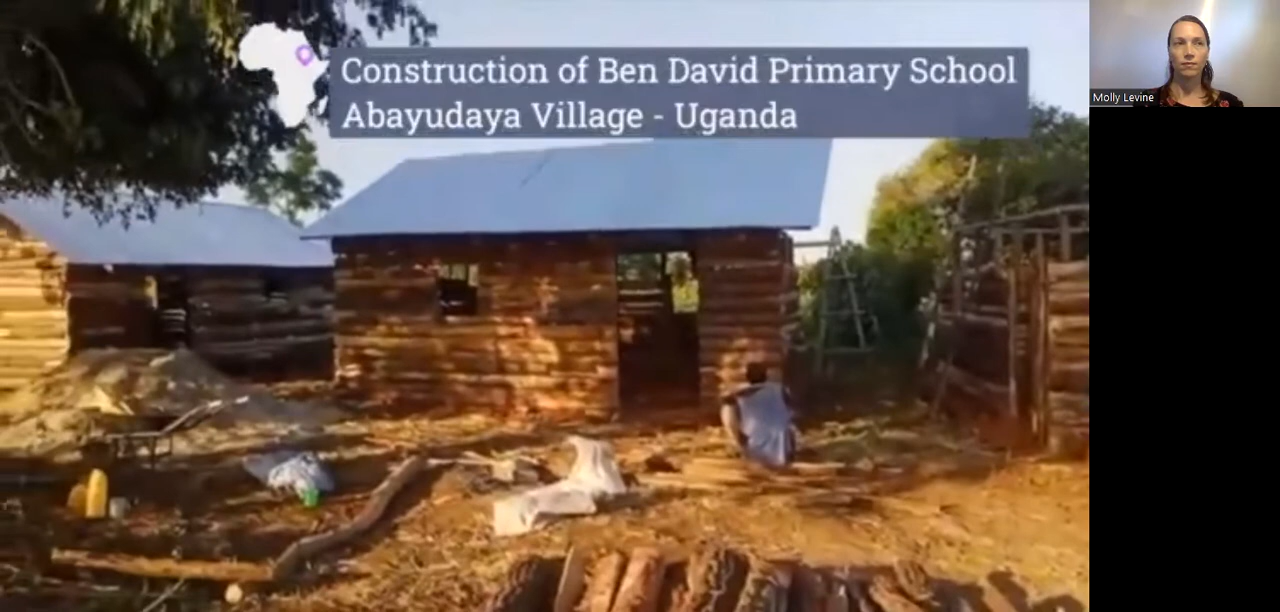 Construction of Ben David Primary School
Abayudaya Village - Uganda
Molly Levine